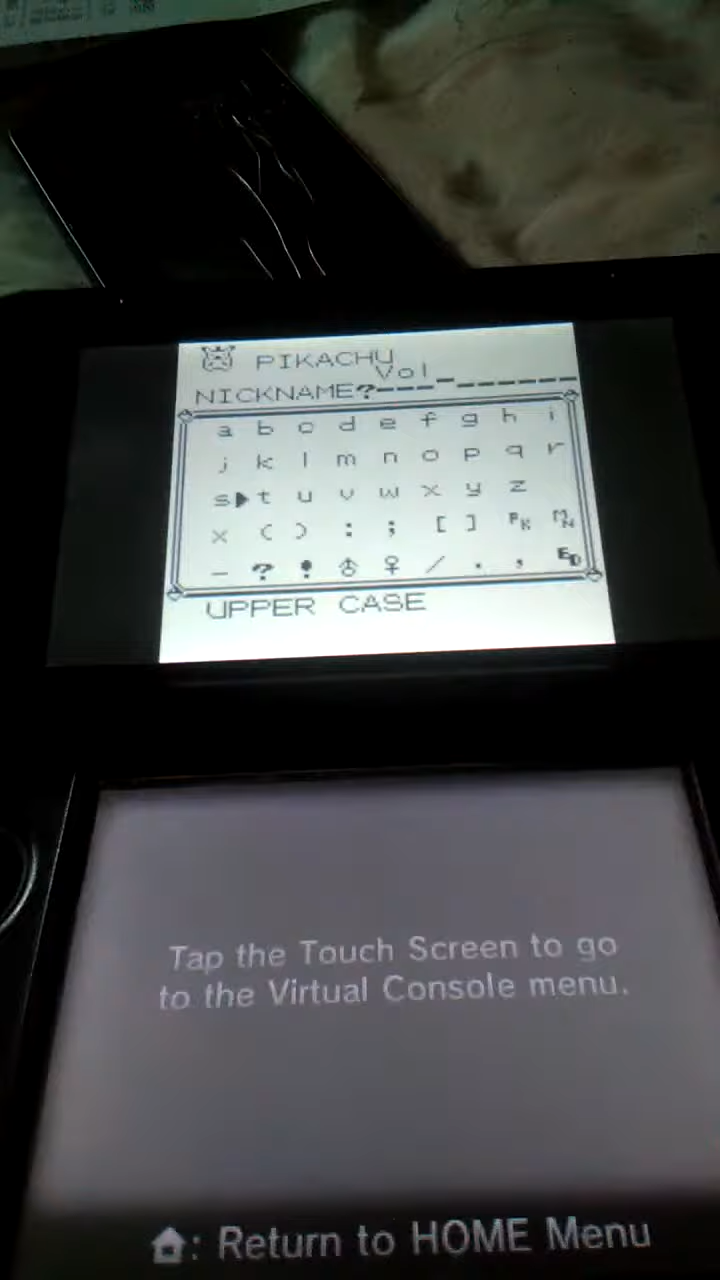 PIKACHU
Vol
NICKNAME?
a b c d e f g h i
j k l m n o p q r
s▶t u v w x y z
× ( ) : ; [ ] PK MN
- ? ! ♂ ♀ / . , ED
UPPER CASE
Tap the Touch Screen to go
to the Virtual Console menu.
: Return to HOME Menu